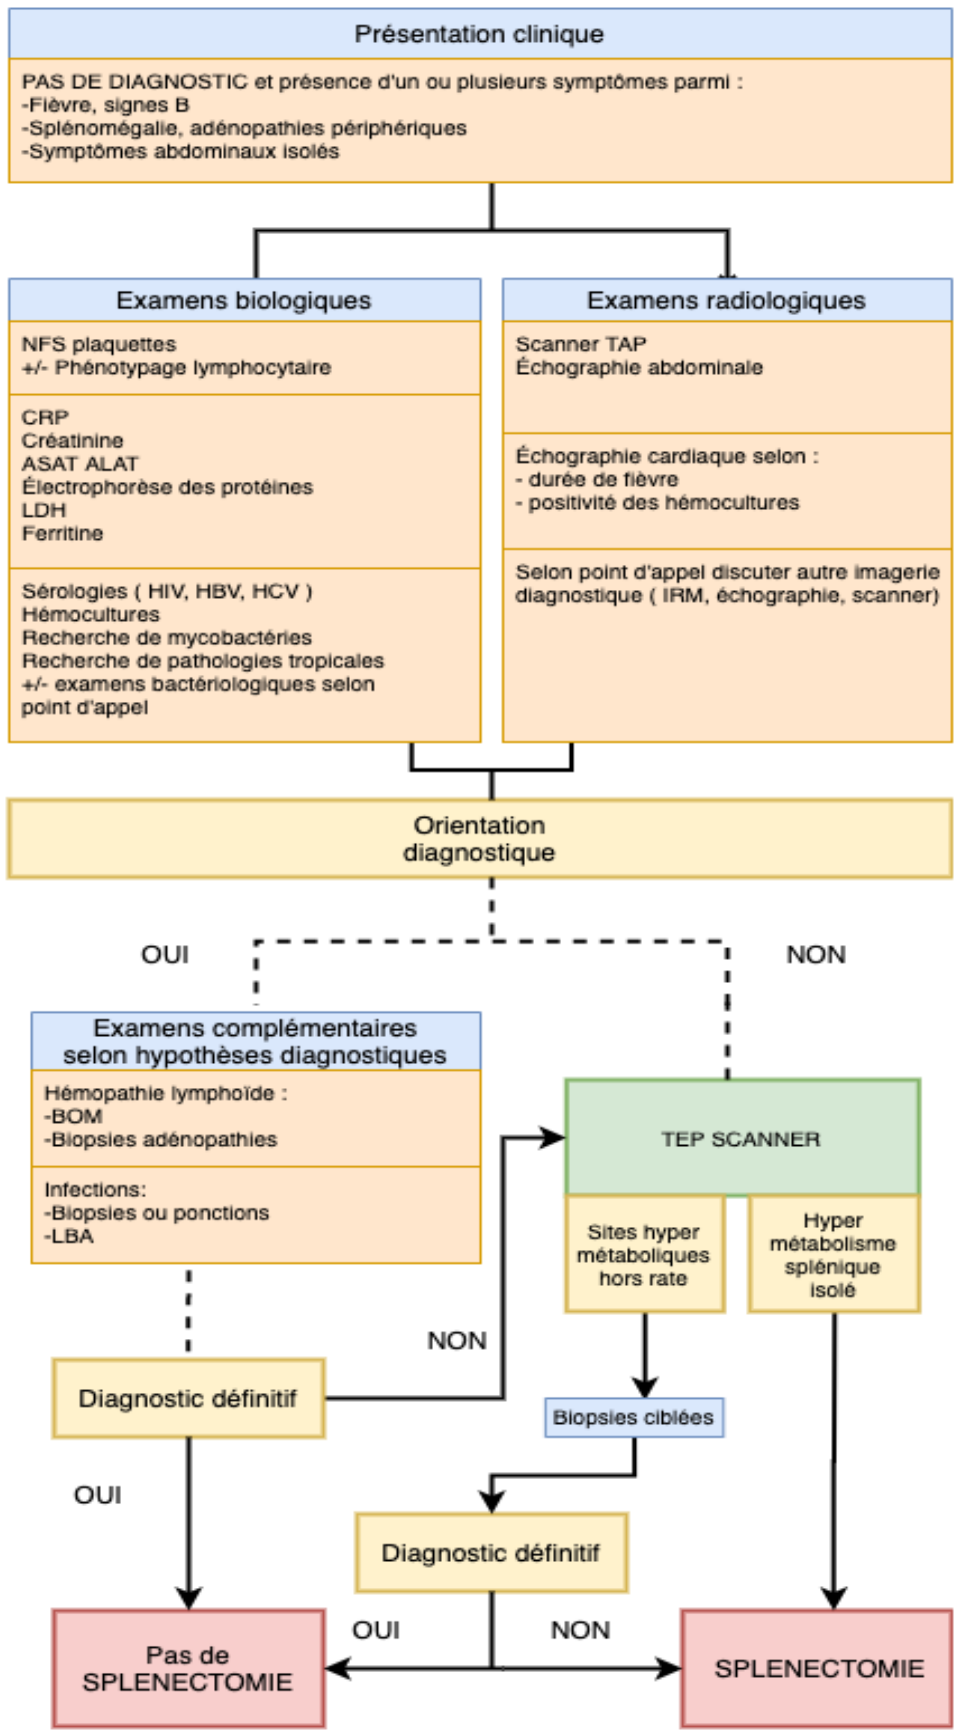 Présentation clinique
PAS DE DIAGNOSTIC et présence d'un ou plusieurs symptômes parmi :
-Fièvre, signes B
-Splénomégalie, adénopathies périphériques
-Symptômes abdominaux isolés
Examens biologiques
NFS plaquettes
+/- Phénotypage lymphocytaire
CRP
Créatinine
ASAT ALAT
Électrophorèse des protéines
LDH
Ferritine
Sérologies ( HIV, HBV, HCV )
Hémocultures
Recherche de mycobactéries
Recherche de pathologies tropicales
+/- examens bactériologiques selon
point d'appel
Examens radiologiques
Scanner TAP
Échographie abdominale
Échographie cardiaque selon :
- durée de fièvre
- positivité des hémocultures
Selon point d'appel discuter autre imagerie
diagnostique ( IRM, échographie, scanner)
Orientation
diagnostique
OUI
NON
Examens complémentaires
selon hypothèses diagnostiques
Hémopathie lymphoïde :
-BOM
-Biopsies adénopathies
Infections:
-Biopsies ou ponctions
-LBA
TEP SCANNER
Sites hyper
métaboliques
hors rate
Hyper
métabolisme
splénique
isolé
NON
Diagnostic définitif
Biopsies ciblées
OUI
Diagnostic définitif
OUI
NON
Pas de
SPLENECTOMIE
SPLENECTOMIE